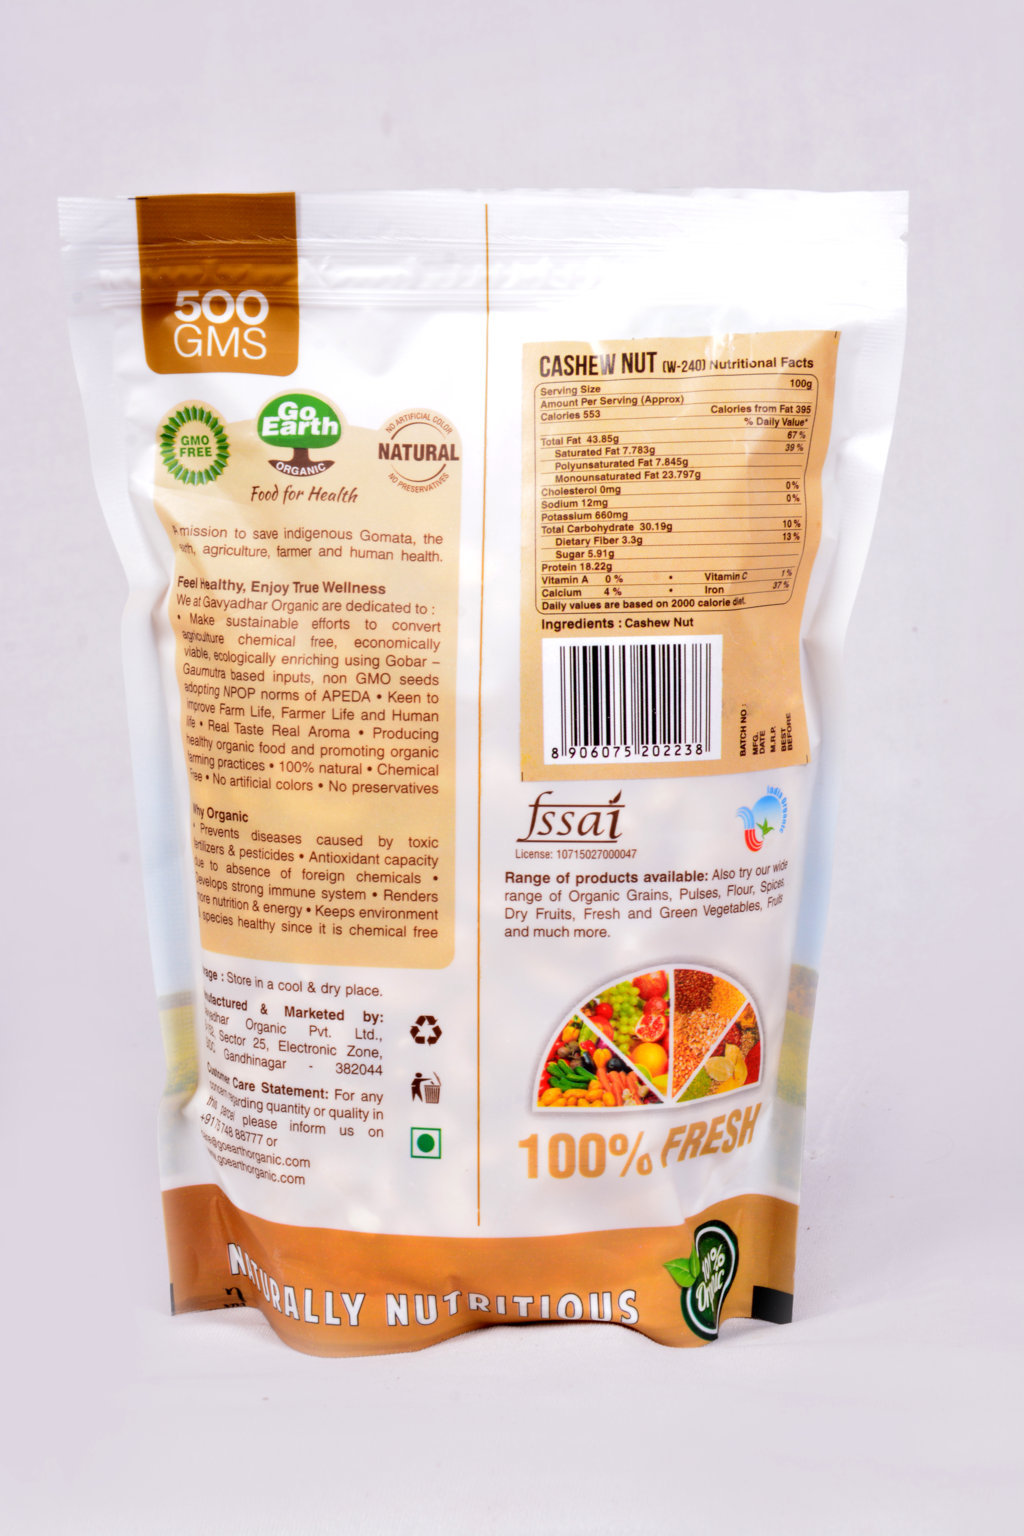 500
GMS
GMO
FREE
Go
Earth
ORGANIC
Food for Health
NO ARTIFICIAL COLOR
NATURAL
NO PRESERVATIVES
mission to save indigenous Gomata, the
agriculture, farmer and human health.
Feel Healthy, Enjoy True Wellness
We at Gavyadhar Organic are dedicated to :
• Make sustainable efforts to convert
agriculture chemical free, economically
viable, ecologically enriching using Gobar –
Gaumutra based inputs, non GMO seeds
adopting NPOP norms of APEDA • Keen to
improve Farm Life, Farmer Life and Human
life • Real Taste Real Aroma • Producing
healthy organic food and promoting organic
farming practices • 100% natural • Chemical
Free • No artificial colors • No preservatives
Why Organic
• Prevents diseases caused by toxic
fertilizers & pesticides • Antioxidant capacity
due to absence of foreign chemicals •
Develops strong immune system • Renders
more nutrition & energy • Keeps environment
species healthy since it is chemical free
: Store in a cool & dry place.
& Marketed by:
Organic Pvt. Ltd.,
Sector 25, Electronic Zone,
Gandhinagar - 382044
Customer Care Statement: For any
concern regarding quantity or quality in
this parcel please inform us on
88777 or
goearthorganic.com
goearthorganic.com
CASHEW NUT (W-240) Nutritional Facts
Serving Size 100g
Amount Per Serving (Approx)
Calories 553 Calories from Fat 395
% Daily Value*
Total Fat 43.85g 67 %
Saturated Fat 7.783g 39 %
Polyunsaturated Fat 7.845g
Monounsaturated Fat 23.797g
Cholesterol 0mg 0 %
Sodium 12mg 0 %
Potassium 660mg
Total Carbohydrate 30.19g 10 %
Dietary Fiber 3.3g 13 %
Sugar 5.91g
Protein 18.22g
Vitamin A 0 % • Vitamin C 1 %
Calcium 4 % • Iron 37 %
Daily values are based on 2000 calorie diet.
Ingredients : Cashew Nut
8 906075 202238
BATCH NO :
MFG.
DATE
M.R.P.
BEST
BEFORE
fssai
License: 10715027000047
India Organic
Range of products available: Also try our wide
range of Organic Grains, Pulses, Flour, Spices,
Dry Fruits, Fresh and Green Vegetables, Fruits
and much more.
100% FRESH
NATURALLY NUTRITIOUS
100%